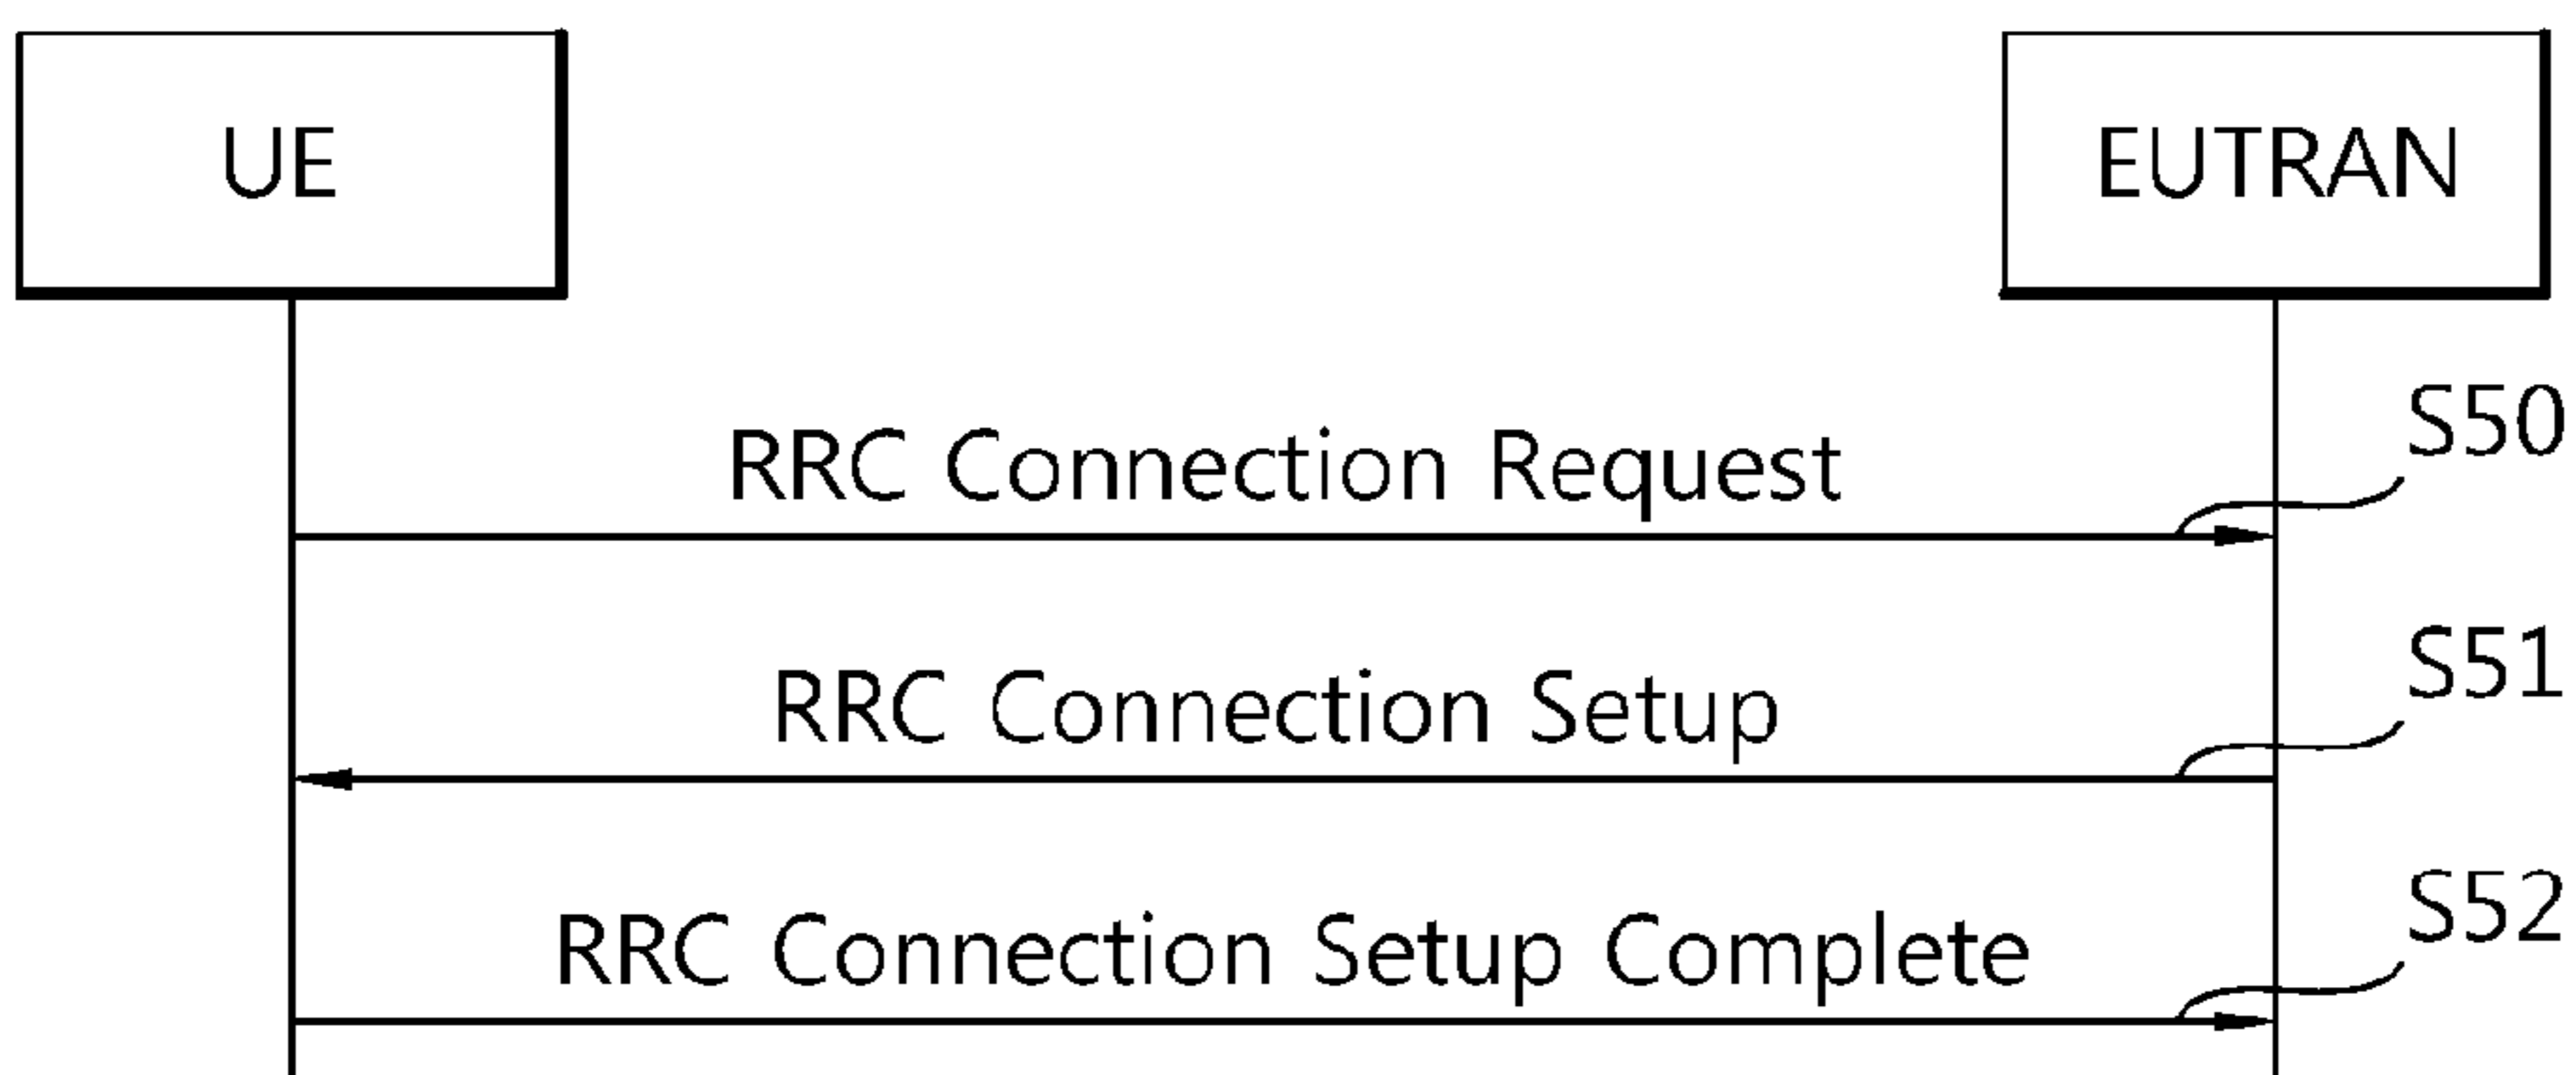 UE
EUTRAN
S50
RRC Connection Request
S51
RRC Connection Setup
S52
RRC Connection Setup Complete